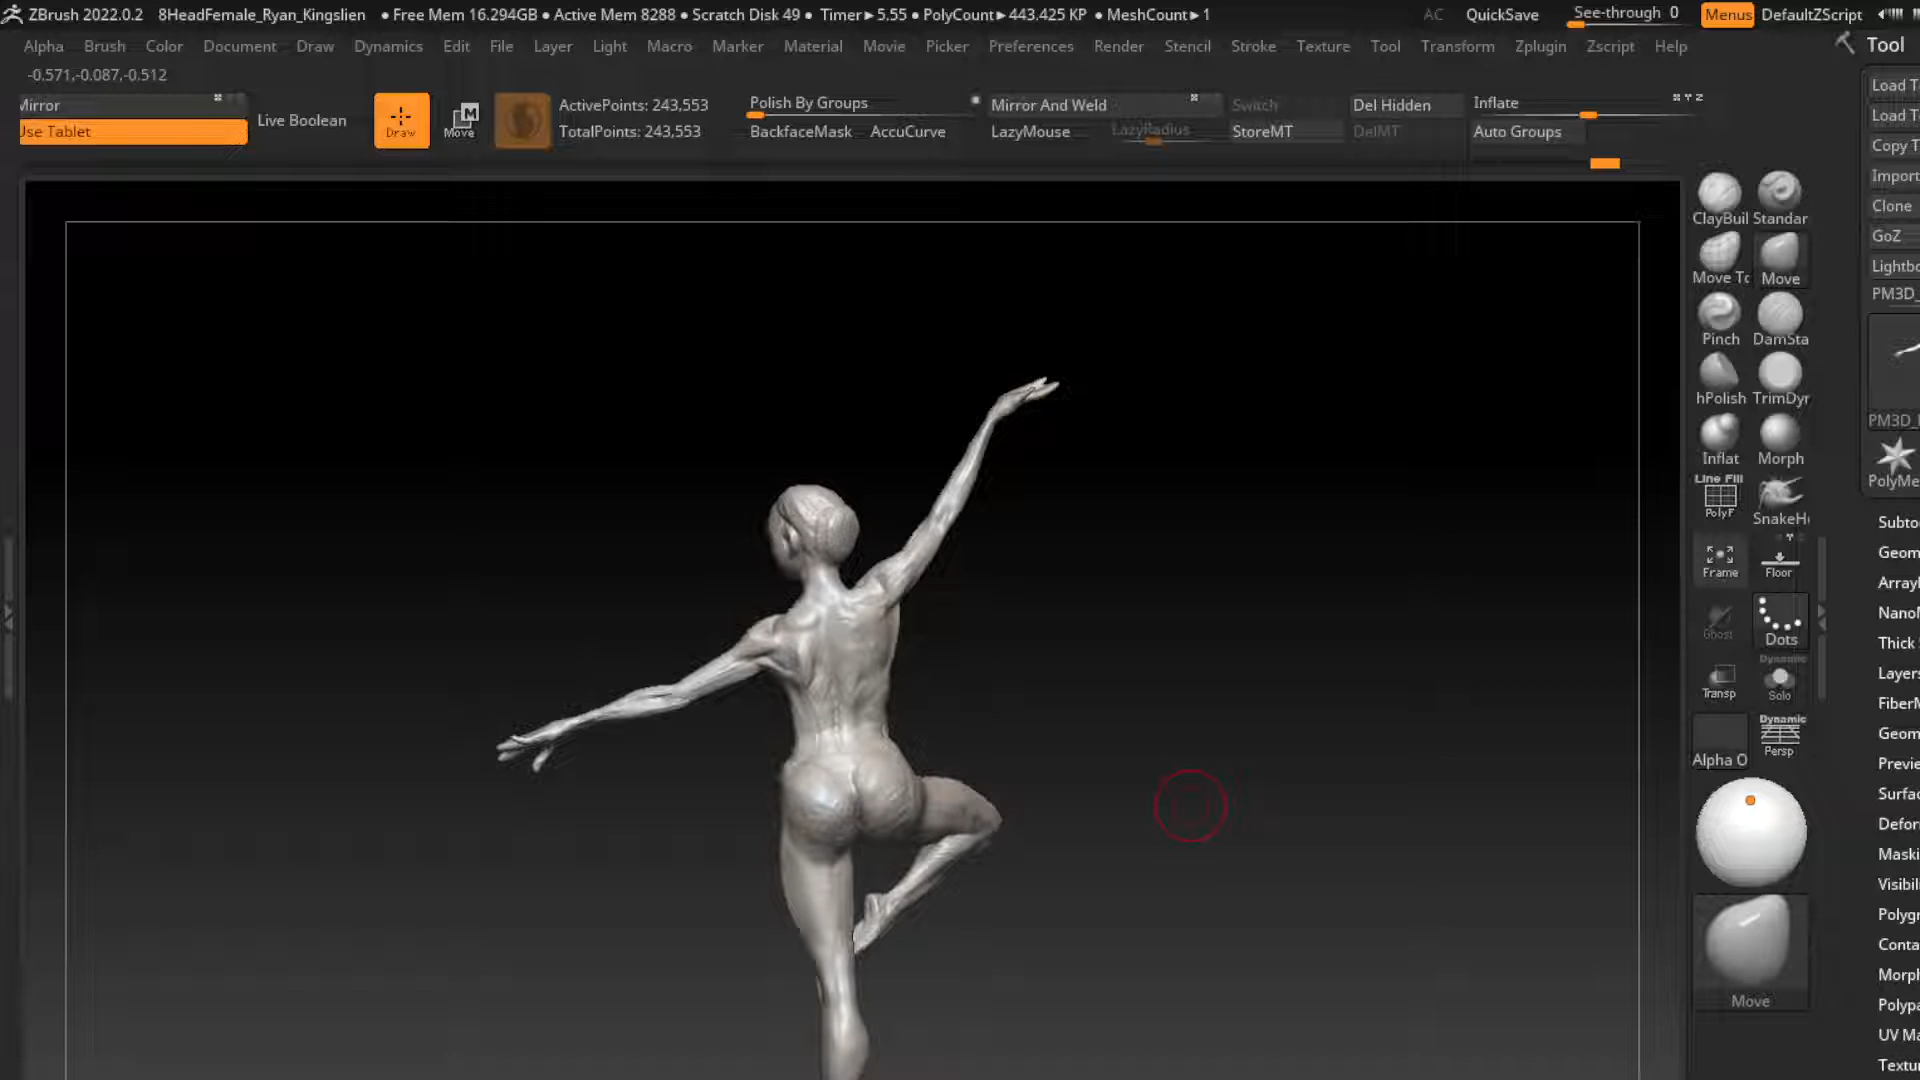 ZBrush 2022.0.2 8HeadFemale_Ryan_Kingslien • Free Mem 16.294GB • Active Mem 8288 • Scratch Disk 49 • Timer▸5.55 • PolyCount▸443.425 KP • MeshCount▸1 AC QuickSave See-through 0 Menus DefaultZScript
Alpha Brush Color Document Draw Dynamics Edit File Layer Light Macro Marker Material Movie Picker Preferences Render Stencil Stroke Texture Tool Transform Zplugin Zscript Help
Tool
-0.571,-0.087,-0.512
Mirror
Use Tablet
Live Boolean
Draw
M
Move
ActivePoints: 243,553
TotalPoints: 243,553
Polish By Groups
BackfaceMask AccuCurve
Mirror And Weld
LazyMouse LazyRadius
Switch
StoreMT
Del Hidden
DelMT
Inflate
X Y Z
Auto Groups
ClayBuil Standar
Move To Move
Pinch DamSta
hPolish TrimDyn
Inflat Morph
Line Fill
PolyF
SnakeH
Frame Floor
Ghost Dots
Dynamic
Transp Solo
Dynamic
Persp
Alpha O
Move
Load T
Load T
Copy T
Import
Clone
GoZ
Lightbo
PM3D_
PM3D_
PolyMe
Subto
Geom
Array
NanoM
Thick
Layers
FiberM
Geom
Previe
Surfac
Defor
Maski
Visibili
Polygr
Conta
Morph
Polypa
UV Ma
Textu